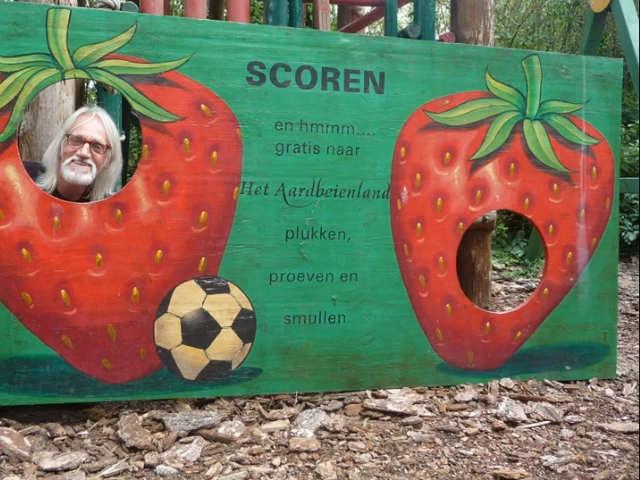 SCOREN
en hmmm....
gratis naar
Het Aardbeienland
plukken,
proeven en
smullen